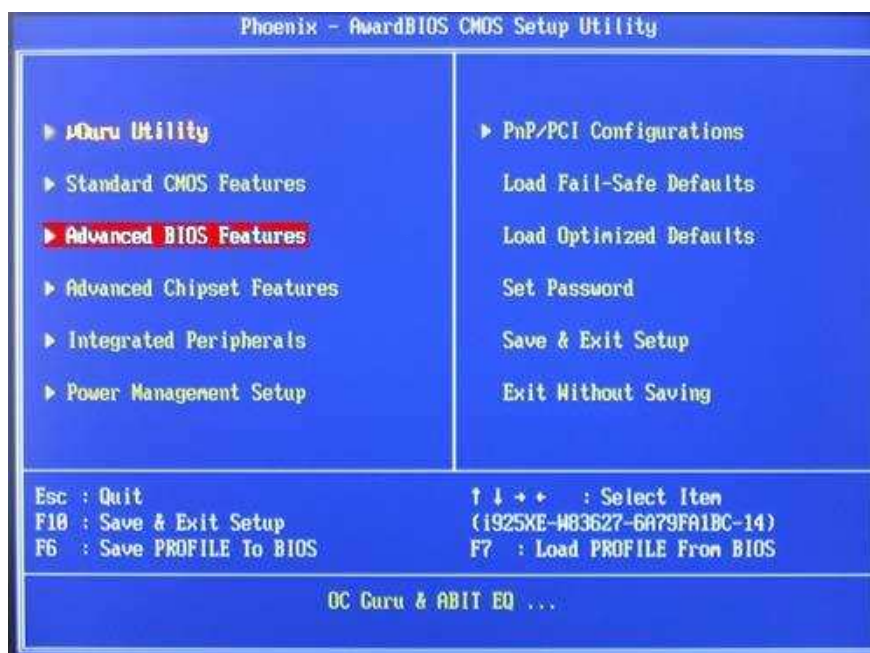 Phoenix - AwardBIOS CMOS Setup Utility
▶ µGuru Utility
▶ Standard CMOS Features
▶ Advanced BIOS Features
▶ Advanced Chipset Features
▶ Integrated Peripherals
▶ Power Management Setup
▶ PnP/PCI Configurations
Load Fail-Safe Defaults
Load Optimized Defaults
Set Password
Save & Exit Setup
Exit Without Saving
Esc : Quit
F10 : Save & Exit Setup
F6 : Save PROFILE To BIOS
↑ ↓ → ← : Select Item
(i925XE-W83627-6A79FA1BC-14)
F7 : Load PROFILE From BIOS
OC Guru & ABIT EQ ...